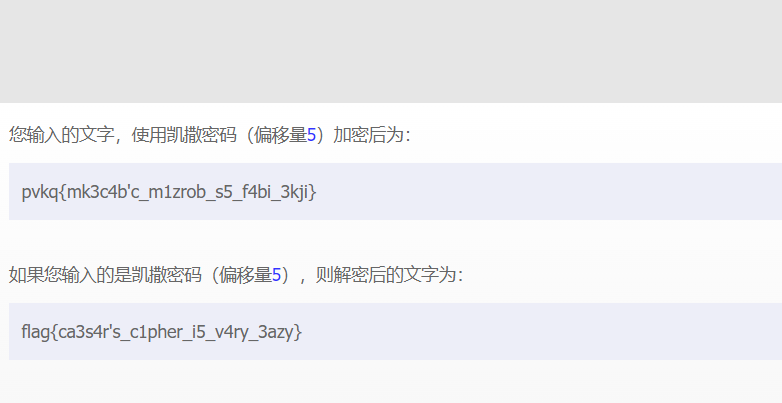 您输入的文字，使用凯撒密码（偏移量5）加密后为：
pvkq{mk3c4b'c_m1zrob_s5_f4bi_3kji}
如果您输入的是凯撒密码（偏移量5），则解密后的文字为：
flag{ca3s4r's_c1pher_i5_v4ry_3azy}